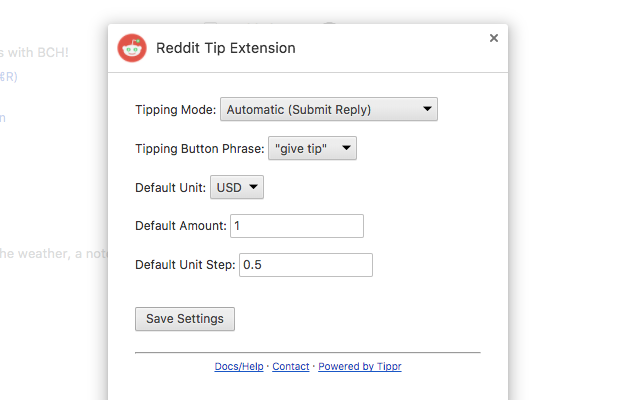 s with BCH!
⌘R)
n
he weather, a note
Reddit Tip Extension
×
Tipping Mode: Automatic (Submit Reply)
Tipping Button Phrase: "give tip"
Default Unit: USD
Default Amount: 1
Default Unit Step: 0.5
Save Settings
Docs/Help · Contact · Powered by Tippr